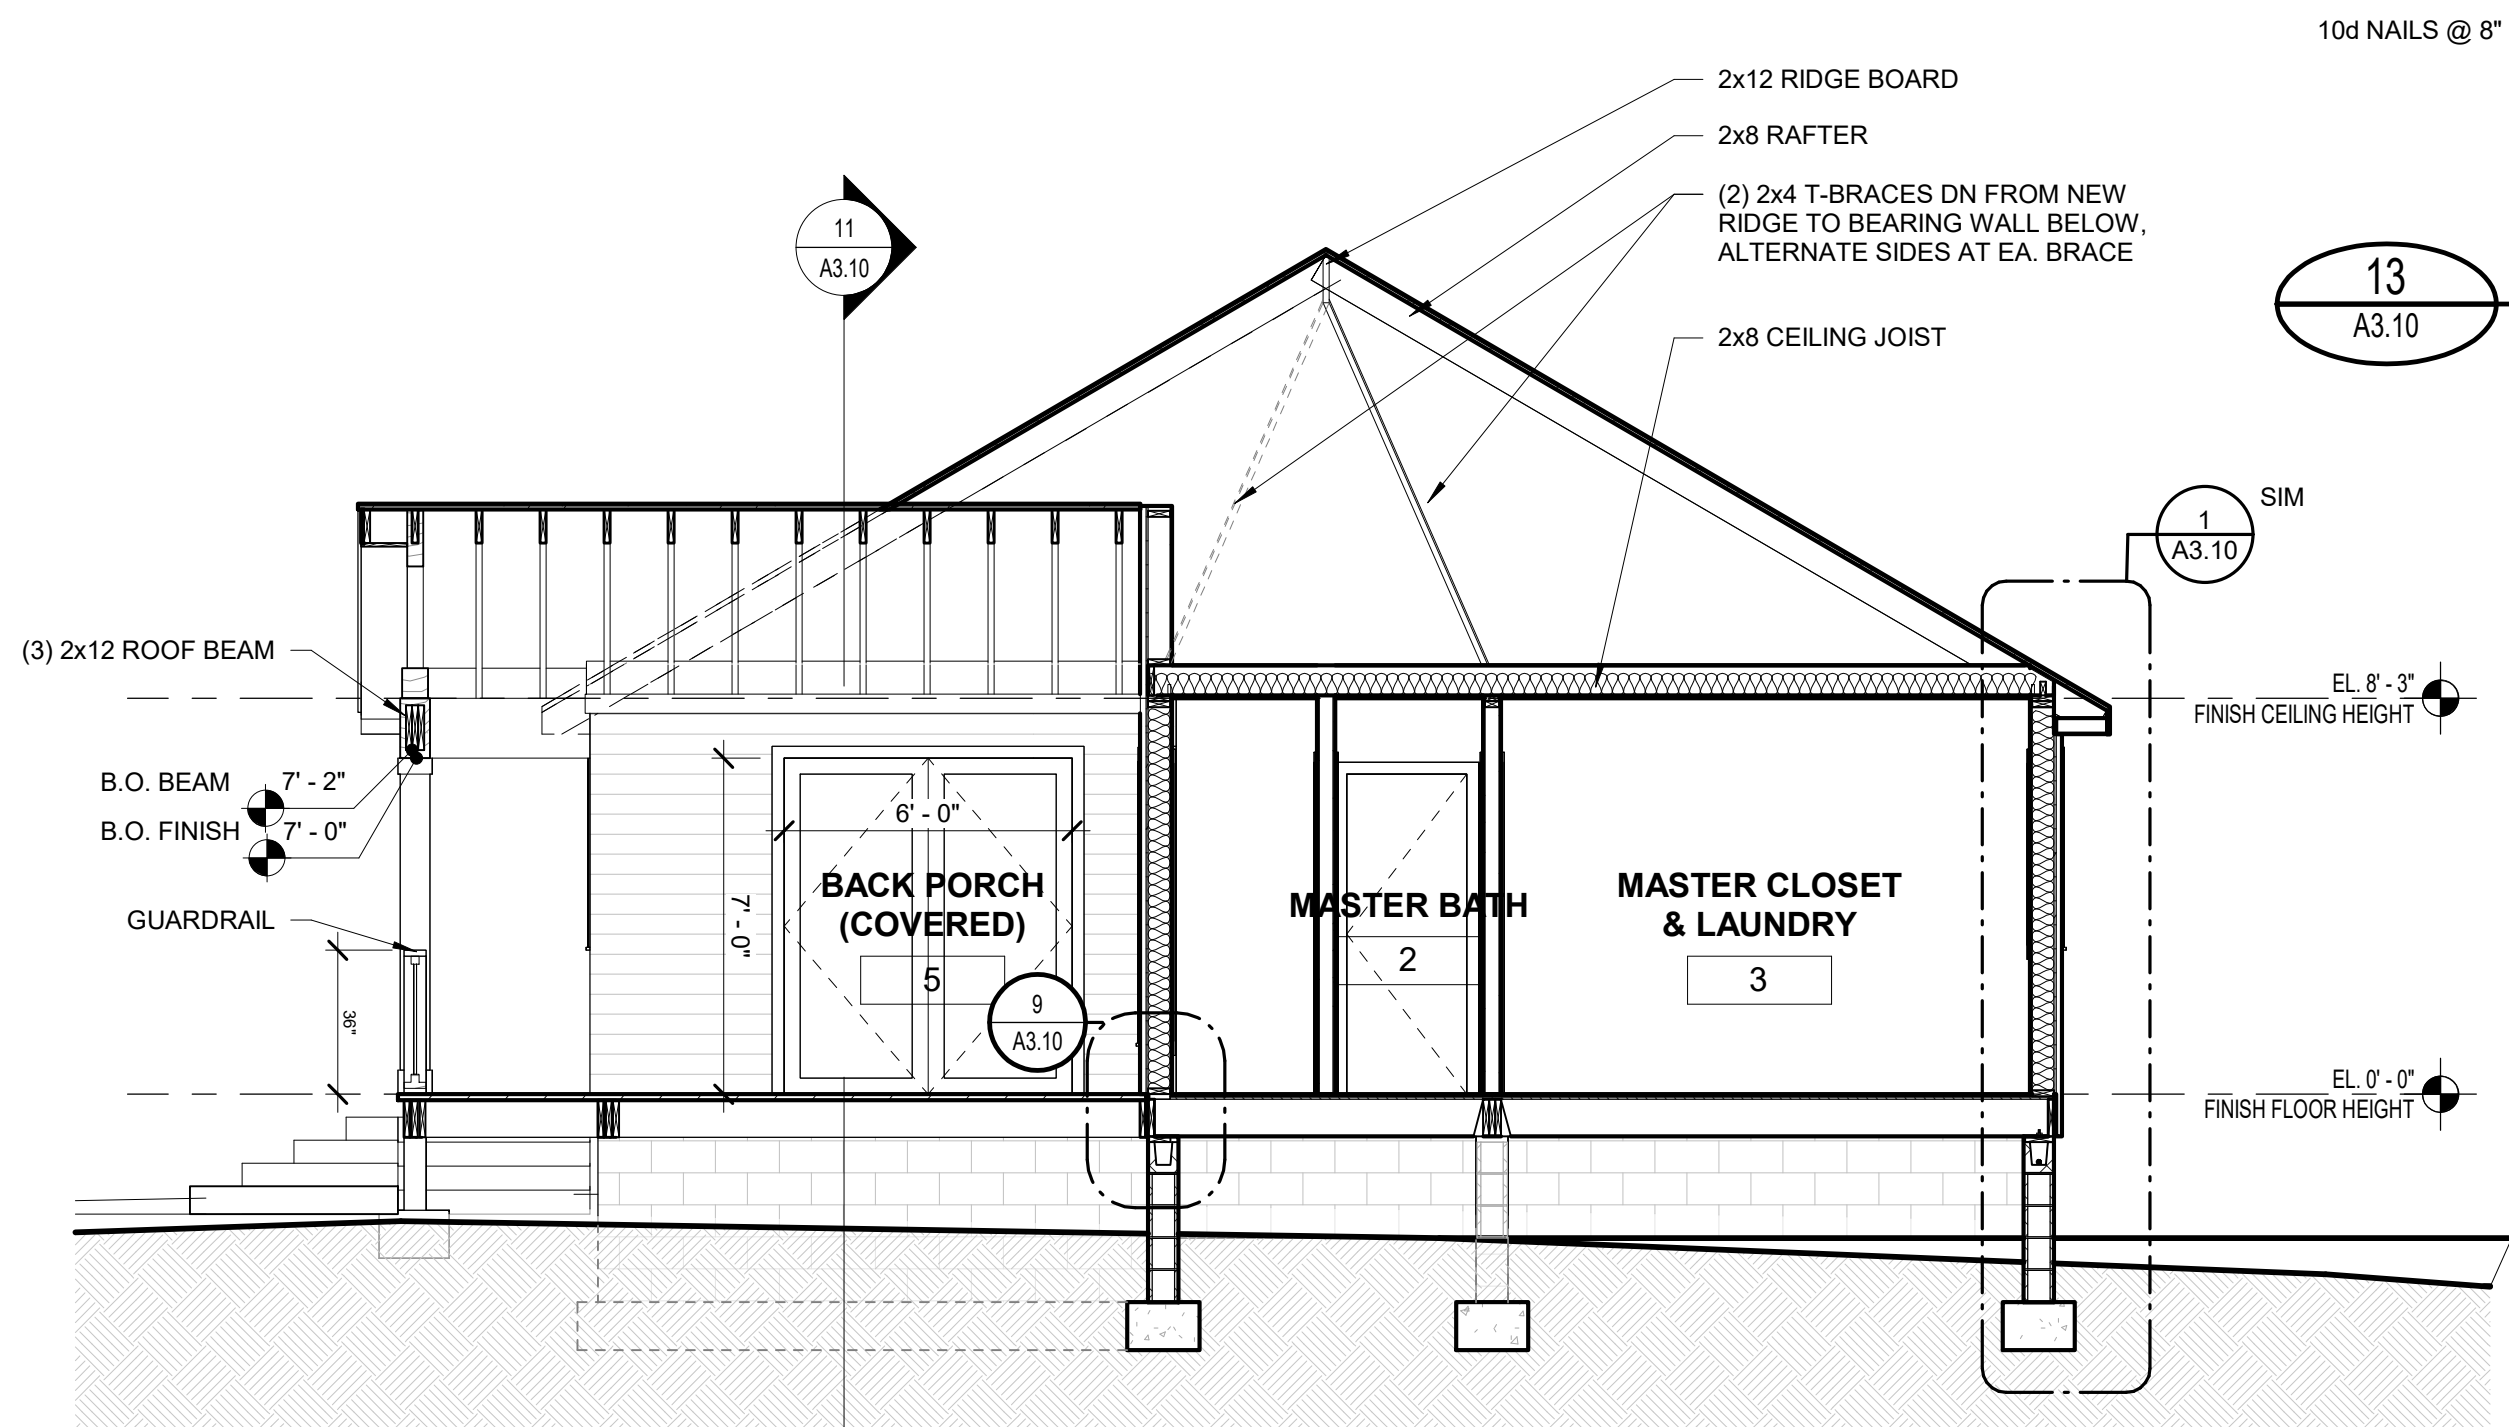 10d NAILS @ 8"
2x12 RIDGE BOARD
2x8 RAFTER
(2) 2x4 T-BRACES DN FROM NEW
RIDGE TO BEARING WALL BELOW,
ALTERNATE SIDES AT EA. BRACE
11
A3.10
13
A3.10
2x8 CEILING JOIST
1
A3.10
SIM
(3) 2x12 ROOF BEAM
EL. 8' - 3"
FINISH CEILING HEIGHT
B.O. BEAM 7' - 2"
B.O. FINISH 7' - 0"
6' - 0"
7' - 0"
GUARDRAIL
36"
BACK PORCH
(COVERED)
5
MASTER BATH
2
MASTER CLOSET
& LAUNDRY
3
9
A3.10
EL. 0' - 0"
FINISH FLOOR HEIGHT